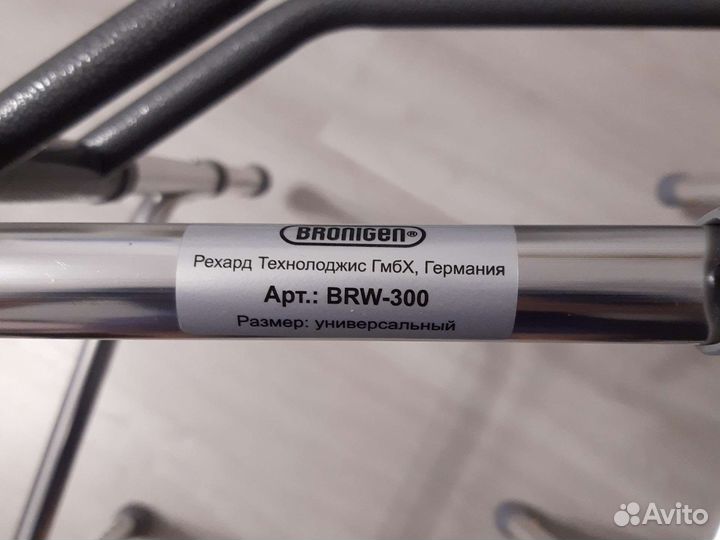 BRONIGEN®
Рехард Технолоджис ГмбХ, Германия
Арт.: BRW-300
Размер: универсальный
Avito